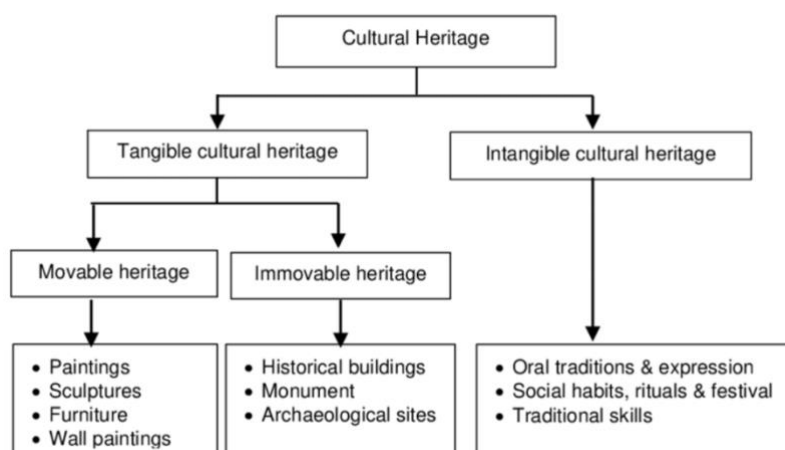 Cultural Heritage
Tangible cultural heritage
Intangible cultural heritage
Movable heritage
Immovable heritage
• Paintings
• Sculptures
• Furniture
• Wall paintings
• Historical buildings
• Monument
• Archaeological sites
• Oral traditions & expression
• Social habits, rituals & festival
• Traditional skills